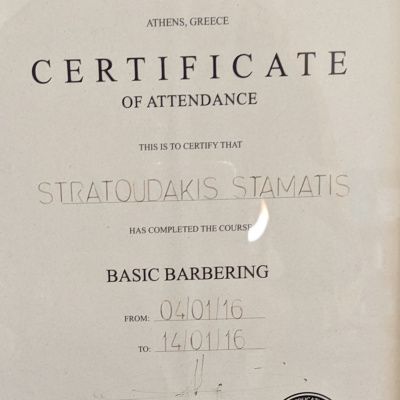 ATHENS, GREECE
CERTIFICATE
OF ATTENDANCE
THIS IS TO CERTIFY THAT
STRATOUDAKIS STAMATIS
HAS COMPLETED THE COURSE
BASIC BARBERING
FROM: 04/01/16
TO: 14/01/16